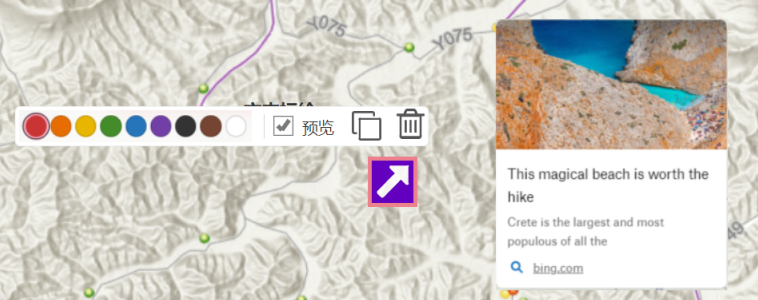 Y075
Y075
预览
This magical beach is worth the
hike
Crete is the largest and most
populous of all the
bing.com
49